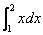 ∫₁² xdx